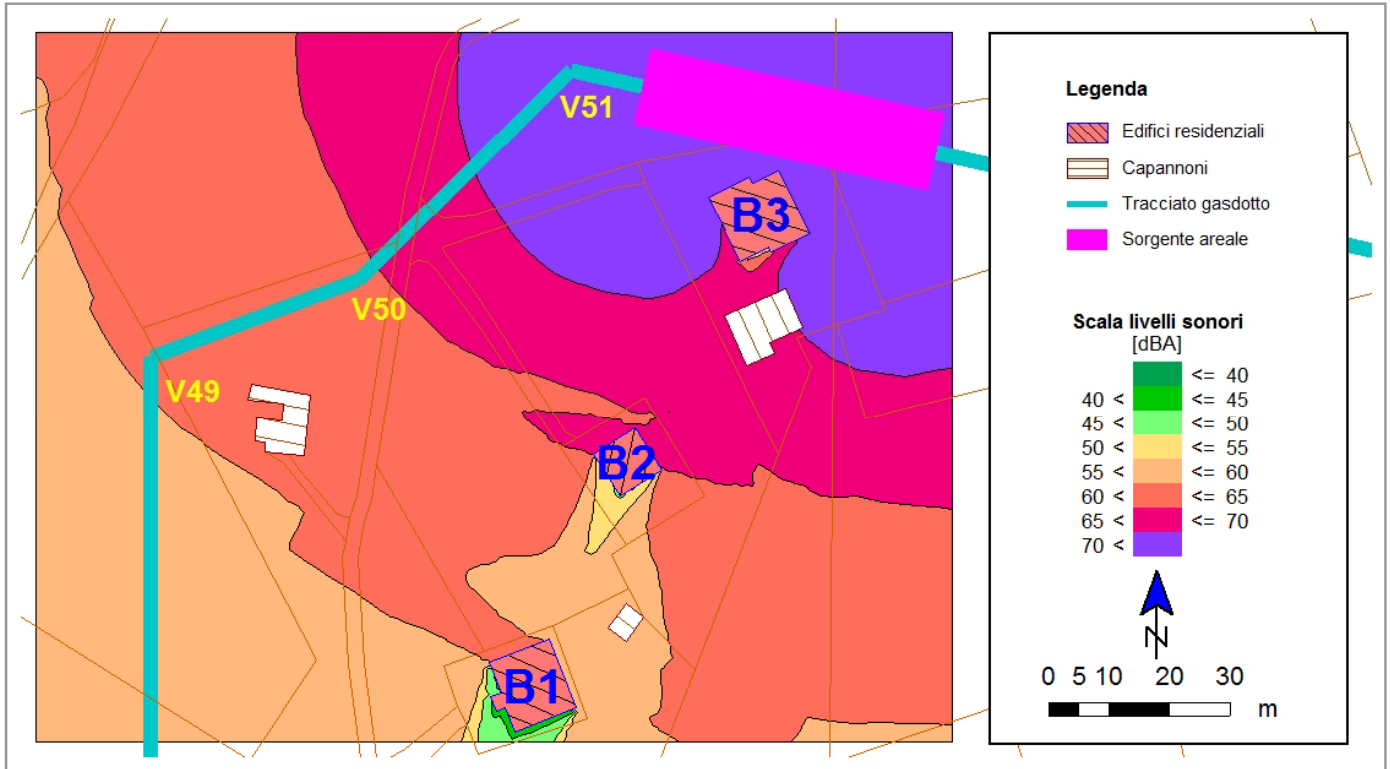 V51
B3
V50
V49
B2
B1
Legenda
Edifici residenziali
Capannoni
Tracciato gasdotto
Sorgente areale
Scala livelli sonori
[dBA]
<= 40
40 < <= 45
45 < <= 50
50 < <= 55
55 < <= 60
60 < <= 65
65 < <= 70
70 <
N
0 5 10 20 30
m